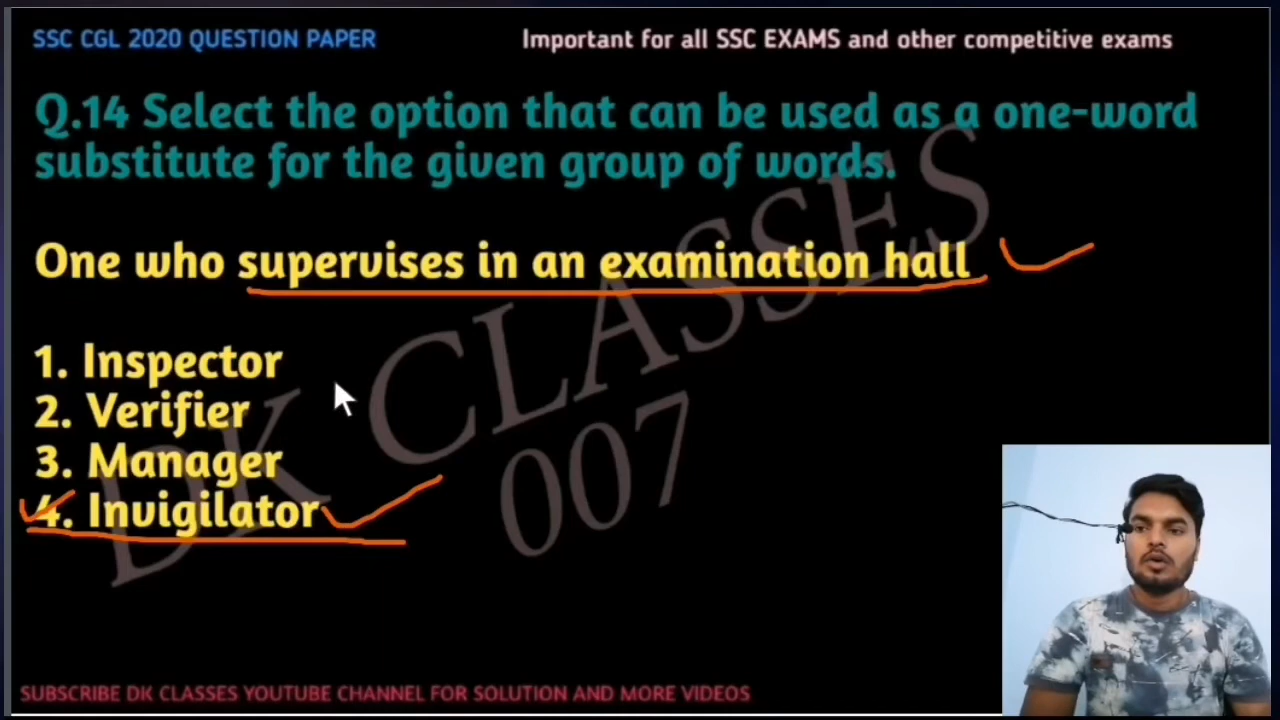 SSC CGL 2020 QUESTION PAPER
Important for all SSC EXAMS and other competitive exams
Q.14 Select the option that can be used as a one-word
substitute for the given group of words.
One who supervises in an examination hall
1. Inspector
2. Verifier
3. Manager
4. Invigilator
DK CLASSES
007
SUBSCRIBE DK CLASSES YOUTUBE CHANNEL FOR SOLUTION AND MORE VIDEOS